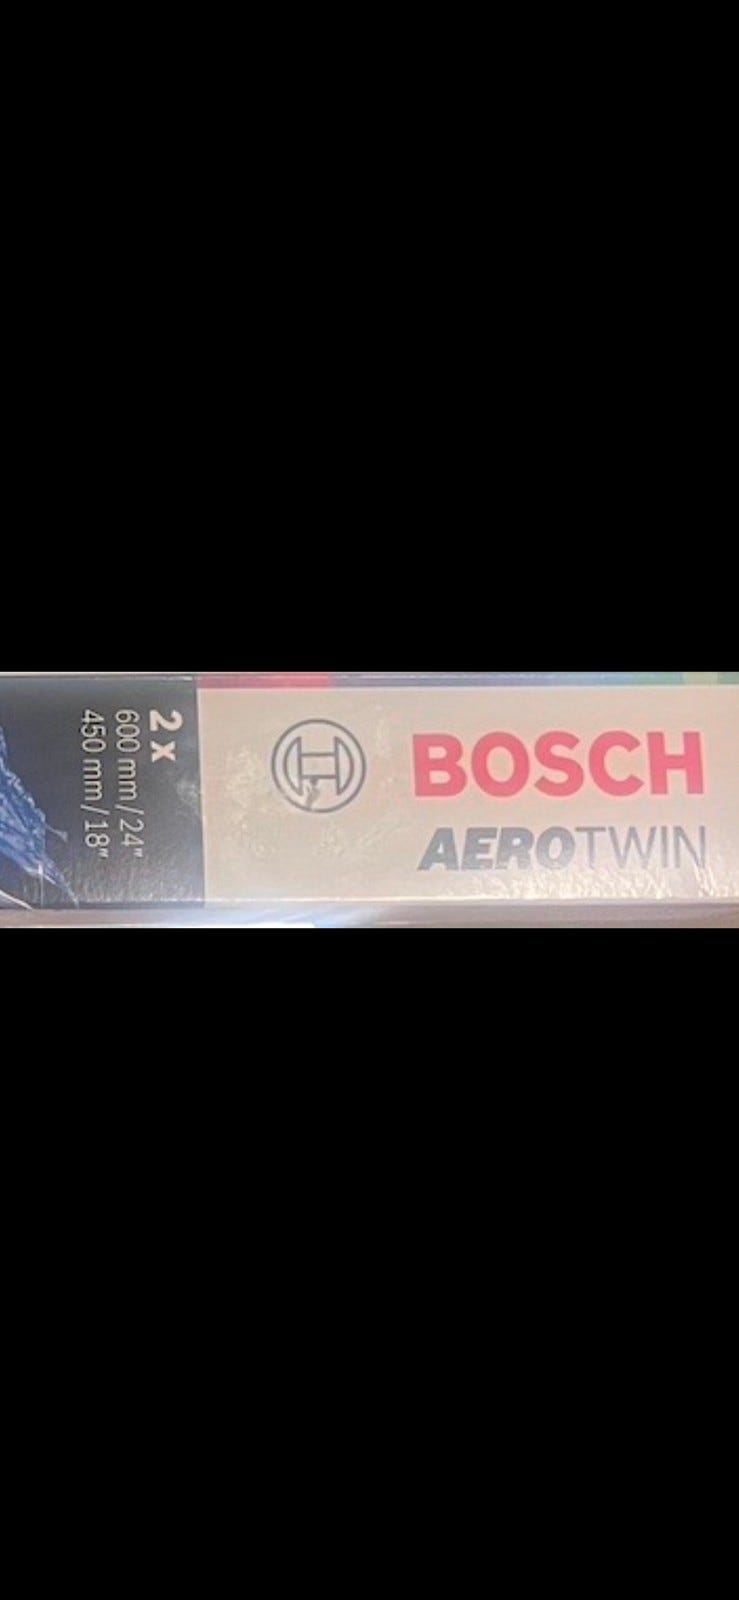 BOSCH
AEROTWIN
2 x
600 mm/24"
450 mm/18"